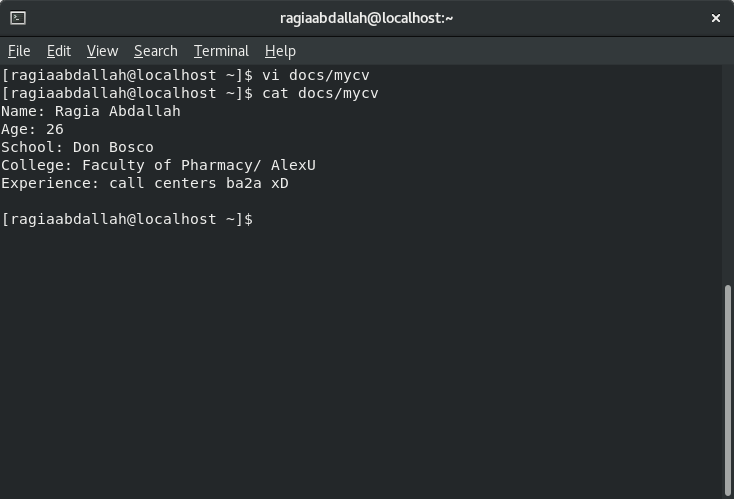 ragiaabdallah@localhost:~
File Edit View Search Terminal Help
[ragiaabdallah@localhost ~]$ vi docs/mycv
[ragiaabdallah@localhost ~]$ cat docs/mycv
Name: Ragia Abdallah
Age: 26
School: Don Bosco
College: Faculty of Pharmacy/ AlexU
Experience: call centers ba2a xD
[ragiaabdallah@localhost ~]$